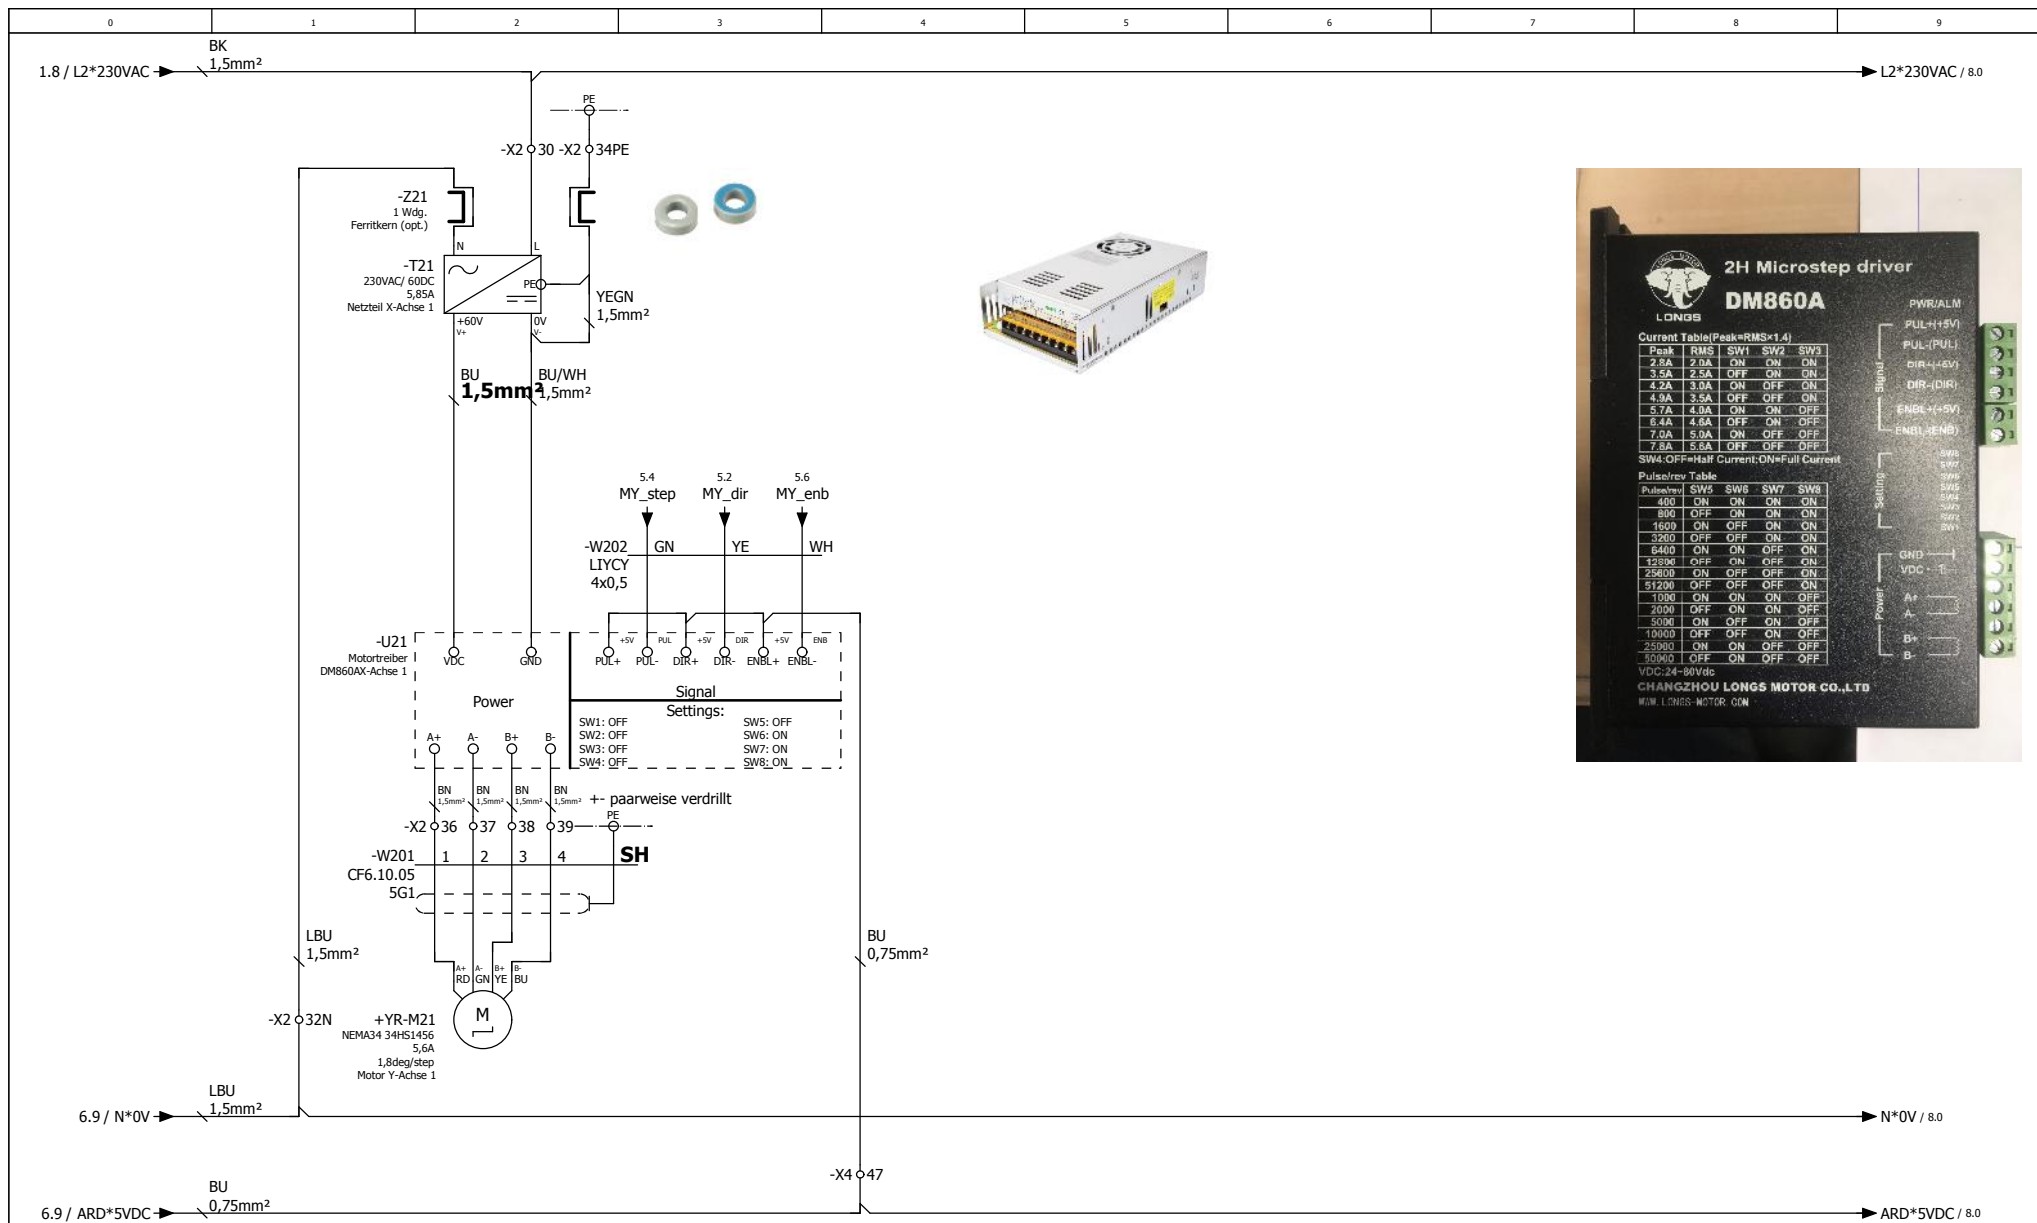 0 1 2 3 4 5 6 7 8 9
BK
1,5mm²
1.8 / L2*230VAC
L2*230VAC / 8.0
PE
-X2 30 -X2 34PE
-Z21
1 Wdg.
Ferritkern (opt.)
N L
-T21
230VAC/ 60DC
5,85A
Netzteil X-Achse 1
PE
+60V 0V
V+ V-
YEGN
1,5mm²
BU
1,5mm²
BU/WH
1,5mm²
5.4 5.2 5.6
MY_step MY_dir MY_enb
-W202 GN YE WH
LIYCY
4x0,5
-U21
Motortreiber
DM860AX-Achse 1
VDC GND
+5V PUL +5V DIR +5V ENB
PUL+ PUL- DIR+ DIR- ENBL+ ENBL-
Power
Signal
Settings:
SW1: OFF SW5: OFF
SW2: OFF SW6: ON
SW3: OFF SW7: ON
SW4: OFF SW8: ON
A+ A- B+ B-
BN BN BN BN
1,5mm² 1,5mm² 1,5mm² 1,5mm²
+- paarweise verdrillt
PE
-X2 36 37 38 39
-W201 1 2 3 4 SH
CF6.10.05
5G1
LBU
1,5mm²
BU
0,75mm²
A+ A- B+ B-
RD GN YE BU
M
-X2 32N
+YR-M21
NEMA34 34HS1456
5,6A
1,8deg/step
Motor Y-Achse 1
LBU
1,5mm²
6.9 / N*0V
N*0V / 8.0
-X4 47
BU
0,75mm²
6.9 / ARD*5VDC
ARD*5VDC / 8.0
LONGS MOTOR
LONGS
2H Microstep driver
DM860A
Current Table(Peak=RMS×1.4)
Peak RMS SW1 SW2 SW3
2.8A 2.0A ON ON ON
3.5A 2.5A OFF ON ON
4.2A 3.0A ON OFF ON
4.9A 3.5A OFF OFF ON
5.7A 4.0A ON ON OFF
6.4A 4.6A OFF ON OFF
7.0A 5.0A ON OFF OFF
7.8A 5.6A OFF OFF OFF
SW4:OFF=Half Current;ON=Full Current
Pulse/rev Table
Pulse/rev SW5 SW6 SW7 SW8
400 ON ON ON ON
800 OFF ON ON ON
1600 ON OFF ON ON
3200 OFF OFF ON ON
6400 ON ON OFF ON
12800 OFF ON OFF ON
25600 ON OFF OFF ON
51200 OFF OFF OFF ON
1000 ON ON ON OFF
2000 OFF ON ON OFF
5000 ON OFF ON OFF
10000 OFF OFF ON OFF
25000 ON ON OFF OFF
50000 OFF ON OFF OFF
VDC:24~80Vdc
CHANGZHOU LONGS MOTOR CO.,LTD
WWW.LONGS-MOTOR.COM
PWR/ALM
PUL+(+5V)
PUL-(PUL)
DIR+(+5V)
DIR-(DIR)
ENBL+(+5V)
ENBL-(ENB)
Signal
SW8
SW7
SW6
SW5
SW4
SW3
SW2
SW1
Setting
GND
VDC
A+
A-
B+
B-
Power